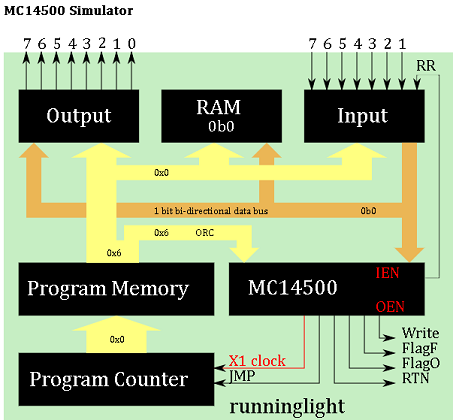 MC14500 Simulator
7 6 5 4 3 2 1 0
7 6 5 4 3 2 1
RR
Output
RAM
0b0
Input
0x0
1 bit bi-directional data bus
0b0
0x6
ORC
0x6
Program Memory
MC14500
IEN
OEN
0x0
Write
FlagF
FlagO
RTN
X1 clock
JMP
Program Counter
runninglight